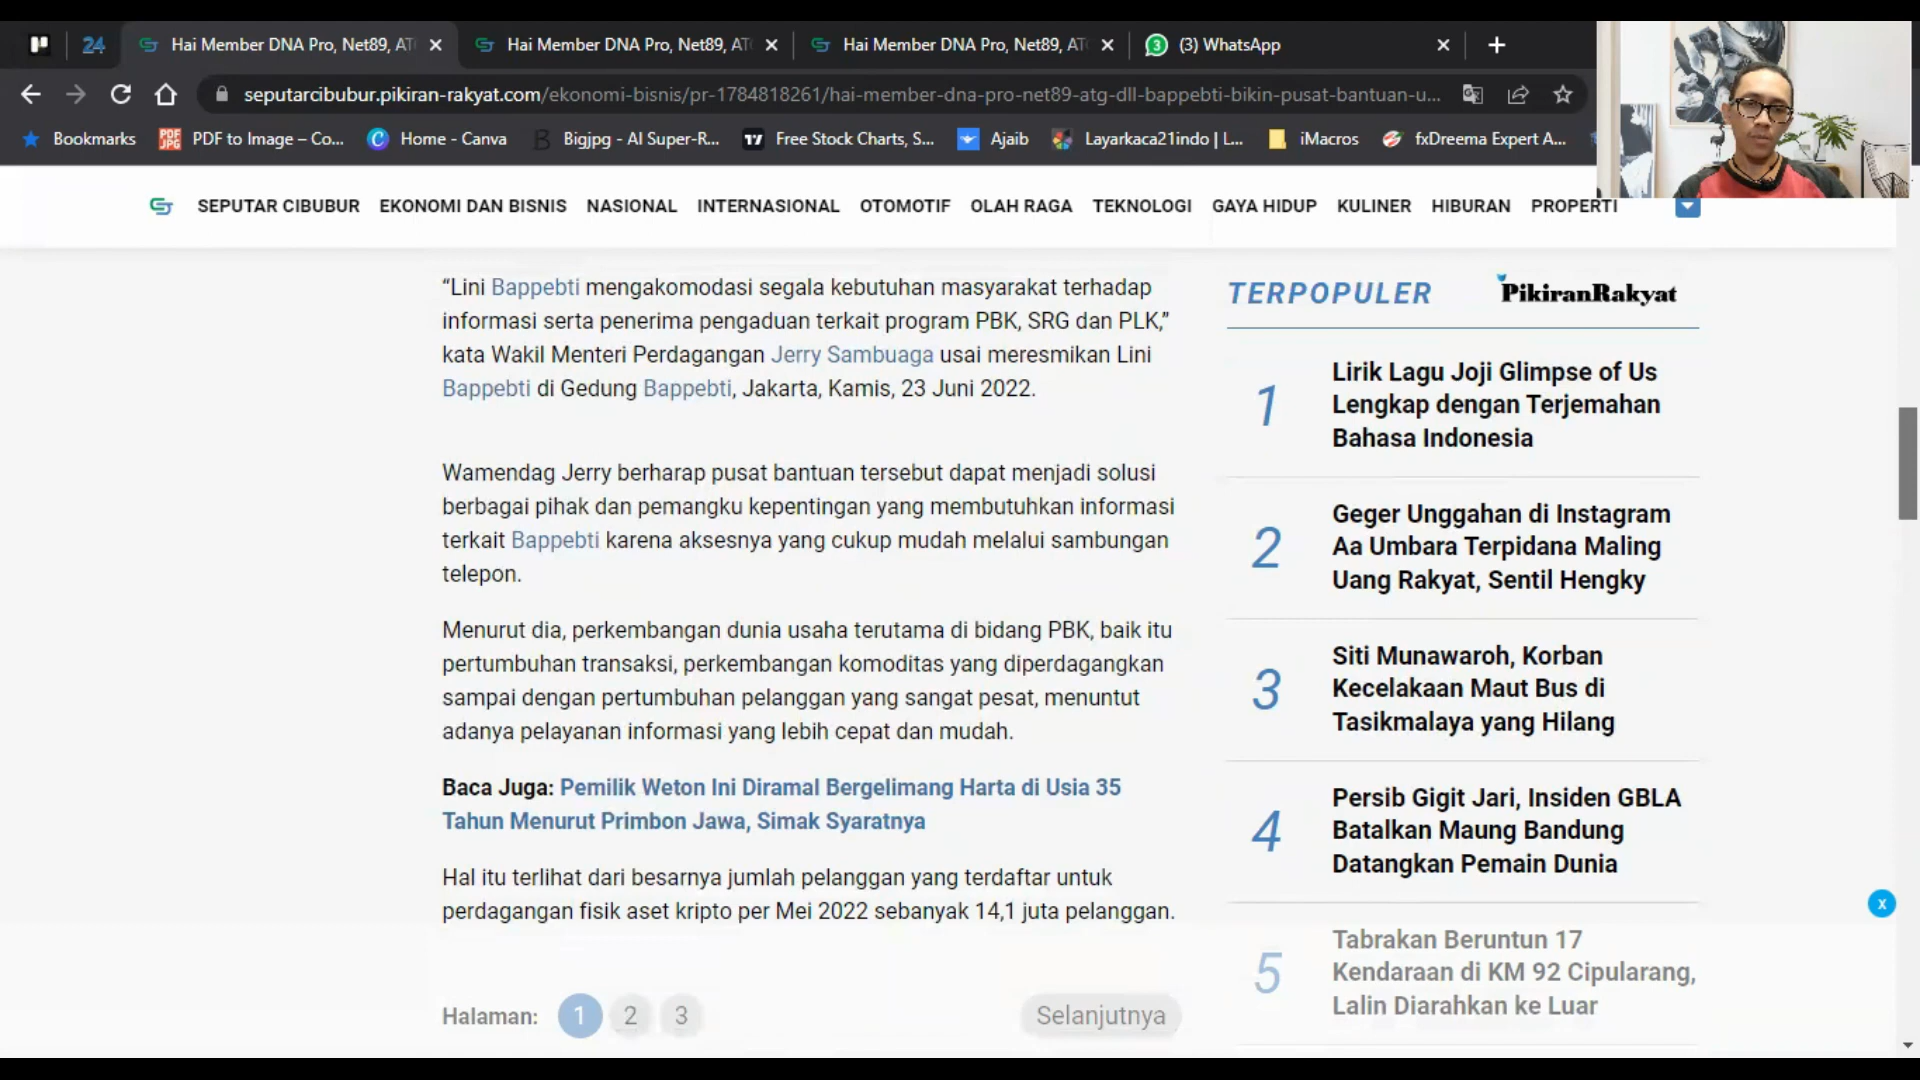 24
Hai Member DNA Pro, Net89, AT
Hai Member DNA Pro, Net89, AT
Hai Member DNA Pro, Net89, AT
3
(3) WhatsApp
seputarcibubur.pikiran-rakyat.com/ekonomi-bisnis/pr-1784818261/hai-member-dna-pro-net89-atg-dll-bappebti-bikin-pusat-bantuan-u...
Bookmarks
PDF to Image – Co...
Home - Canva
Bigjpg - AI Super-R...
Free Stock Charts, S...
Ajaib
Layarkaca21indo | L...
iMacros
fxDreema Expert A...
SEPUTAR CIBUBUR
EKONOMI DAN BISNIS
NASIONAL
INTERNASIONAL
OTOMOTIF
OLAH RAGA
TEKNOLOGI
GAYA HIDUP
KULINER
HIBURAN
PROPERTI
“Lini Bappebti mengakomodasi segala kebutuhan masyarakat terhadap
informasi serta penerima pengaduan terkait program PBK, SRG dan PLK,”
kata Wakil Menteri Perdagangan Jerry Sambuaga usai meresmikan Lini
Bappebti di Gedung Bappebti, Jakarta, Kamis, 23 Juni 2022.
Wamendag Jerry berharap pusat bantuan tersebut dapat menjadi solusi
berbagai pihak dan pemangku kepentingan yang membutuhkan informasi
terkait Bappebti karena aksesnya yang cukup mudah melalui sambungan
telepon.
Menurut dia, perkembangan dunia usaha terutama di bidang PBK, baik itu
pertumbuhan transaksi, perkembangan komoditas yang diperdagangkan
sampai dengan pertumbuhan pelanggan yang sangat pesat, menuntut
adanya pelayanan informasi yang lebih cepat dan mudah.
Baca Juga: Pemilik Weton Ini Diramal Bergelimang Harta di Usia 35
Tahun Menurut Primbon Jawa, Simak Syaratnya
Hal itu terlihat dari besarnya jumlah pelanggan yang terdaftar untuk
perdagangan fisik aset kripto per Mei 2022 sebanyak 14,1 juta pelanggan.
Halaman: 1 2 3
Selanjutnya
TERPOPULER
PikiranRakyat
1
Lirik Lagu Joji Glimpse of Us
Lengkap dengan Terjemahan
Bahasa Indonesia
2
Geger Unggahan di Instagram
Aa Umbara Terpidana Maling
Uang Rakyat, Sentil Hengky
3
Siti Munawaroh, Korban
Kecelakaan Maut Bus di
Tasikmalaya yang Hilang
4
Persib Gigit Jari, Insiden GBLA
Batalkan Maung Bandung
Datangkan Pemain Dunia
5
Tabrakan Beruntun 17
Kendaraan di KM 92 Cipularang,
Lalin Diarahkan ke Luar
x